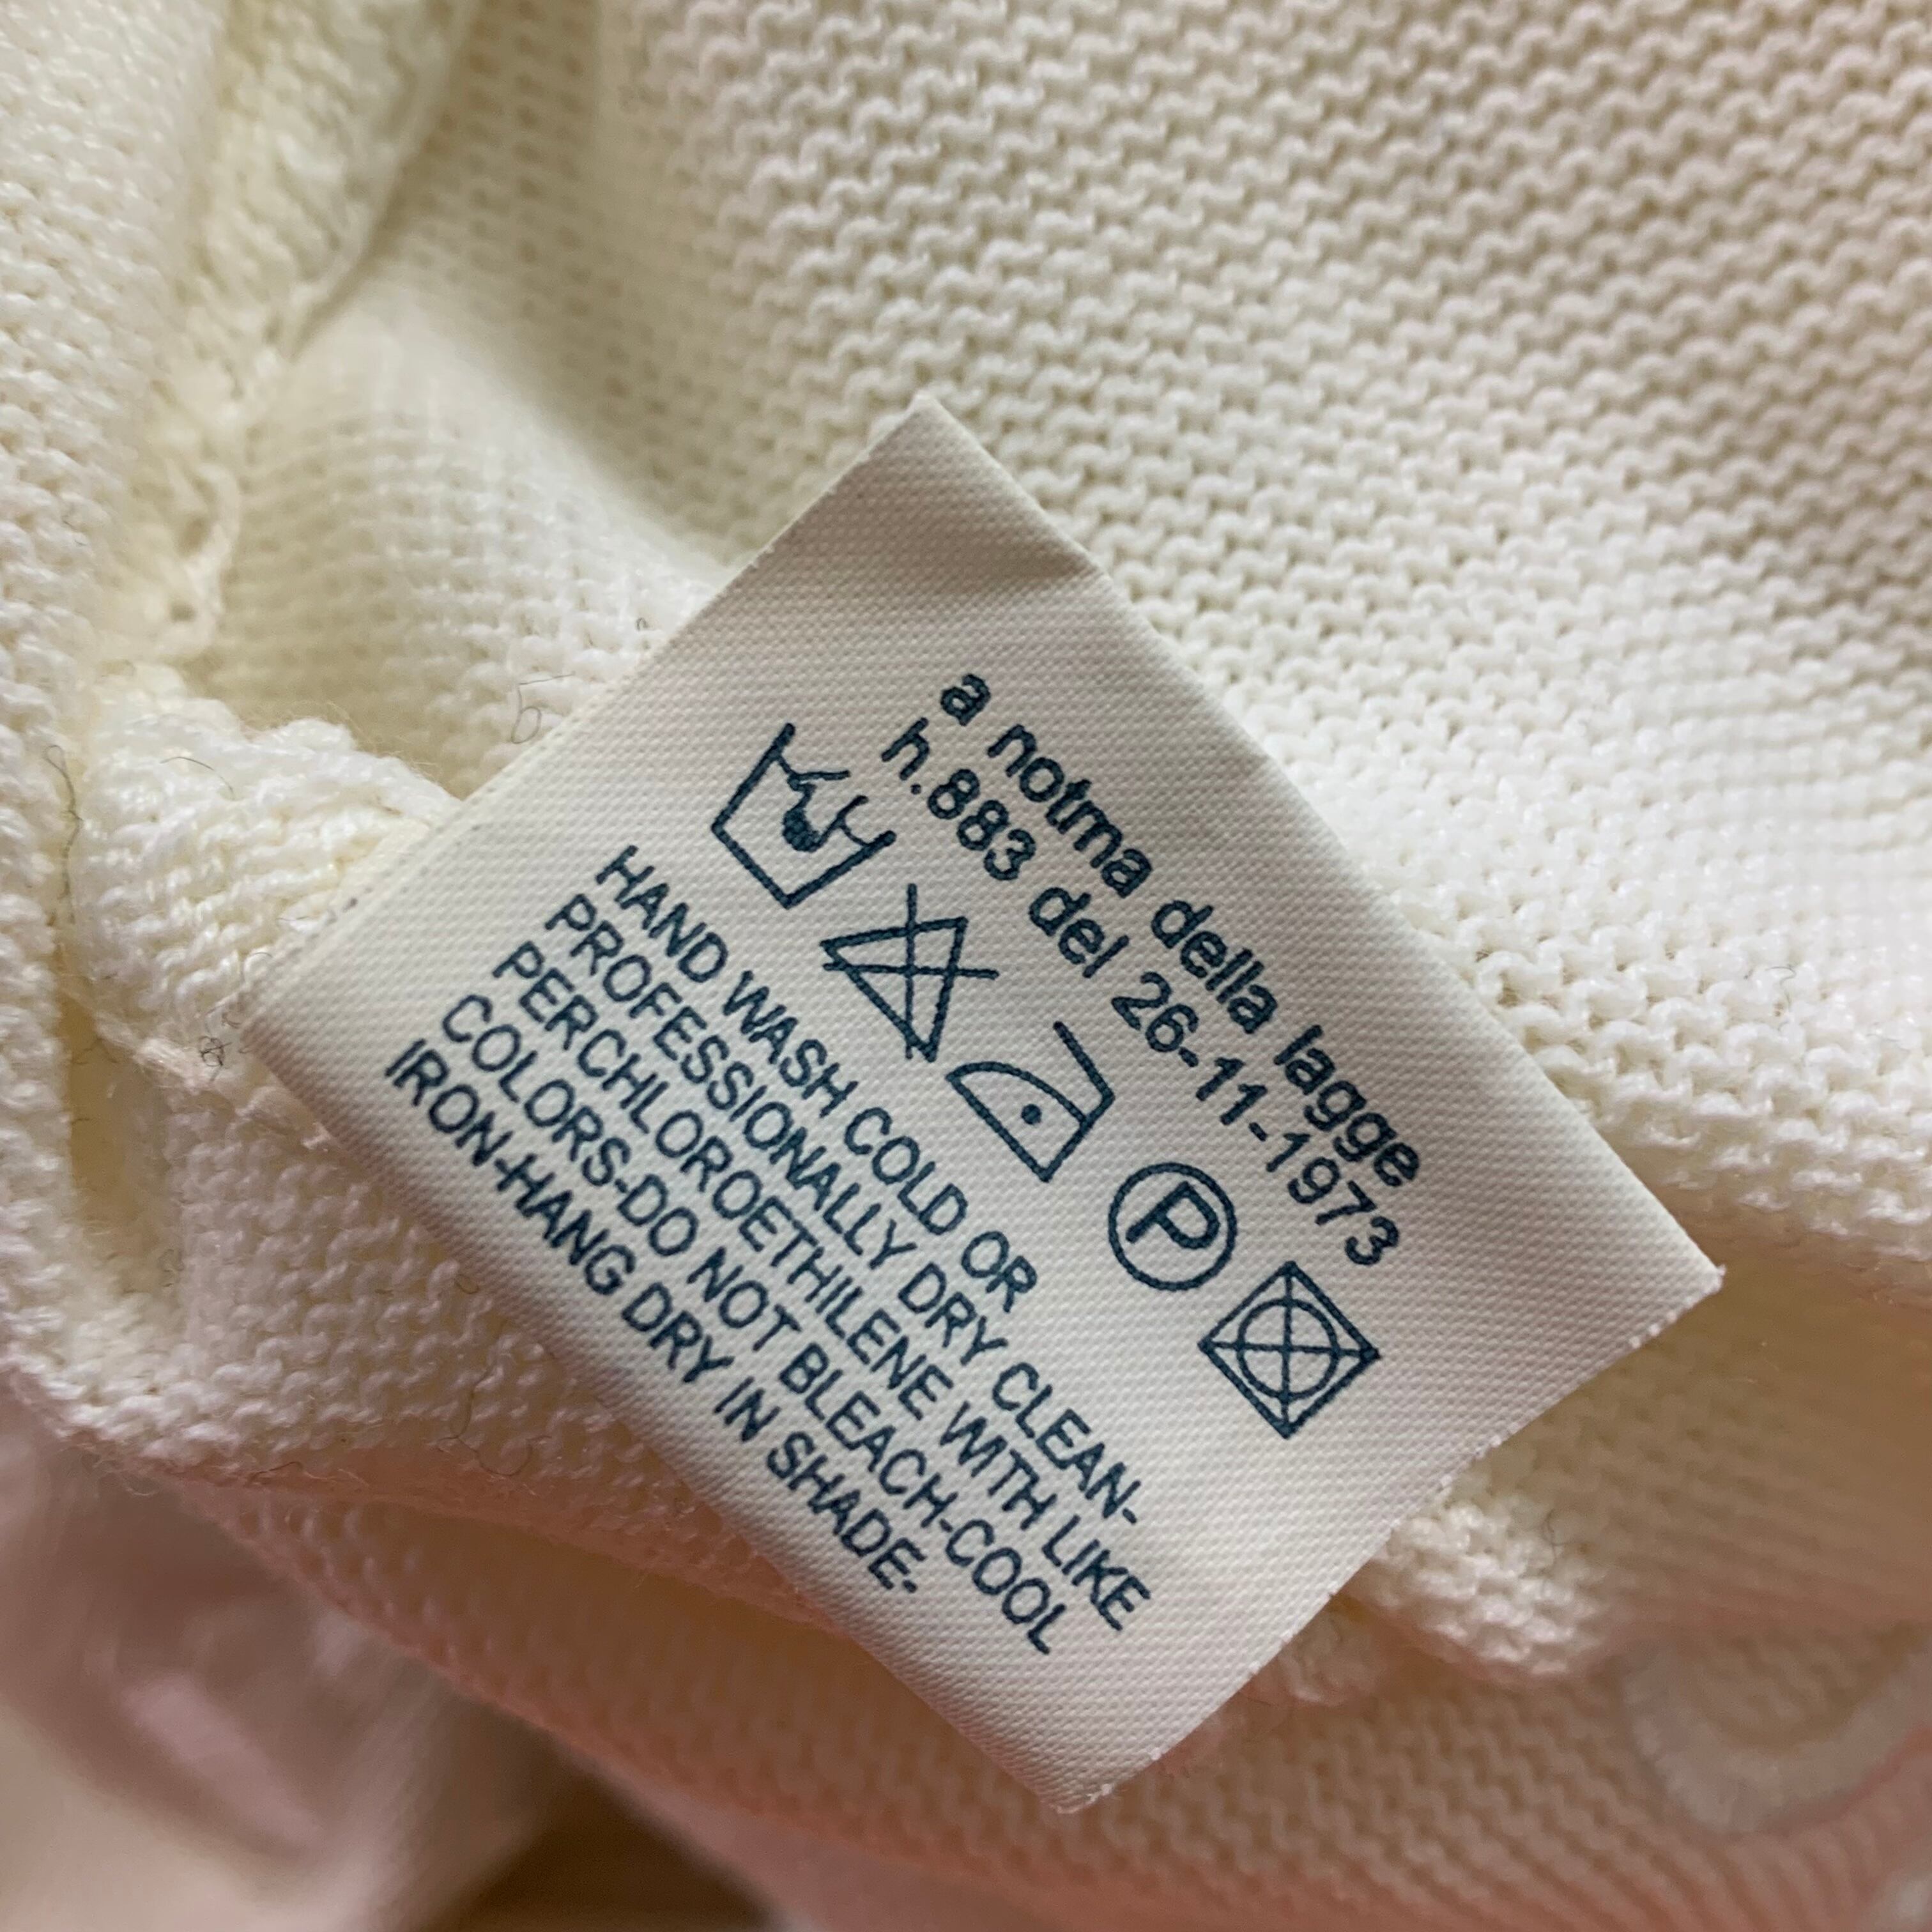 a notma della lagge
h.883 del 26-11-1973
P
HAND WASH COLD OR
PROFESSIONALLY DRY CLEAN-
PERCHLOROETHILENE WITH LIKE
COLORS-DO NOT BLEACH-COOL
IRON-HANG DRY IN SHADE-